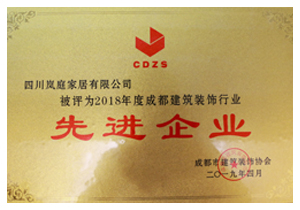 CDZS
四川岚庭家居有限公司
被评为2018年度成都建筑装饰行业
先进企业
成都市建筑装饰协会
二〇一九年四月